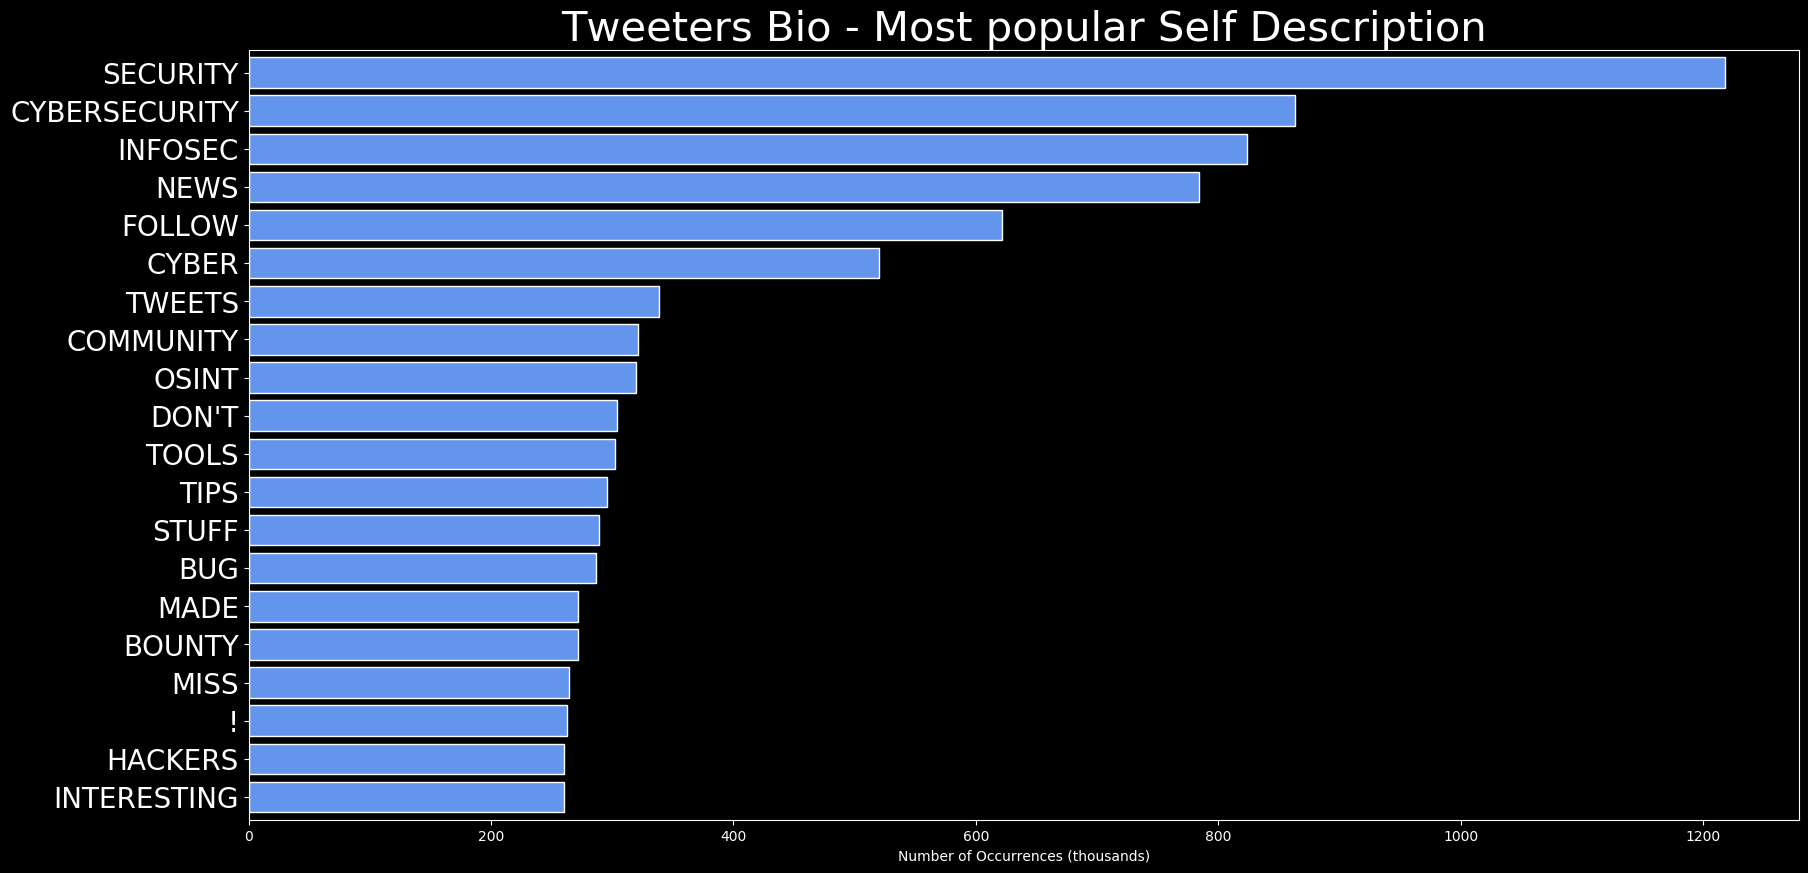 Tweeters Bio - Most popular Self Description
SECURITY
CYBERSECURITY
INFOSEC
NEWS
FOLLOW
CYBER
TWEETS
COMMUNITY
OSINT
DON'T
TOOLS
TIPS
STUFF
BUG
MADE
BOUNTY
MISS
!
HACKERS
INTERESTING
0 200 400 600 800 1000 1200
Number of Occurrences (thousands)